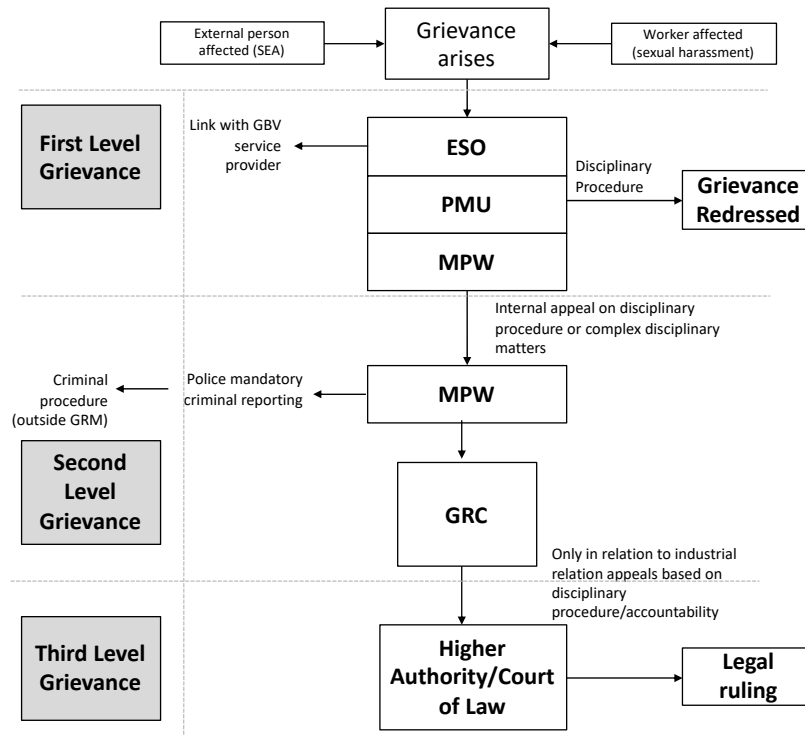 External person
affected (SEA)
Grievance
arises
Worker affected
(sexual harassment)
First Level
Grievance
Link with GBV
service
provider
ESO
PMU
MPW
Disciplinary
Procedure
Grievance
Redressed
Internal appeal on disciplinary
procedure or complex disciplinary
matters
Criminal
procedure
(outside GRM)
Police mandatory
criminal reporting
MPW
Second
Level
Grievance
GRC
Only in relation to industrial
relation appeals based on
disciplinary
procedure/accountability
Third Level
Grievance
Higher
Authority/Court
of Law
Legal
ruling